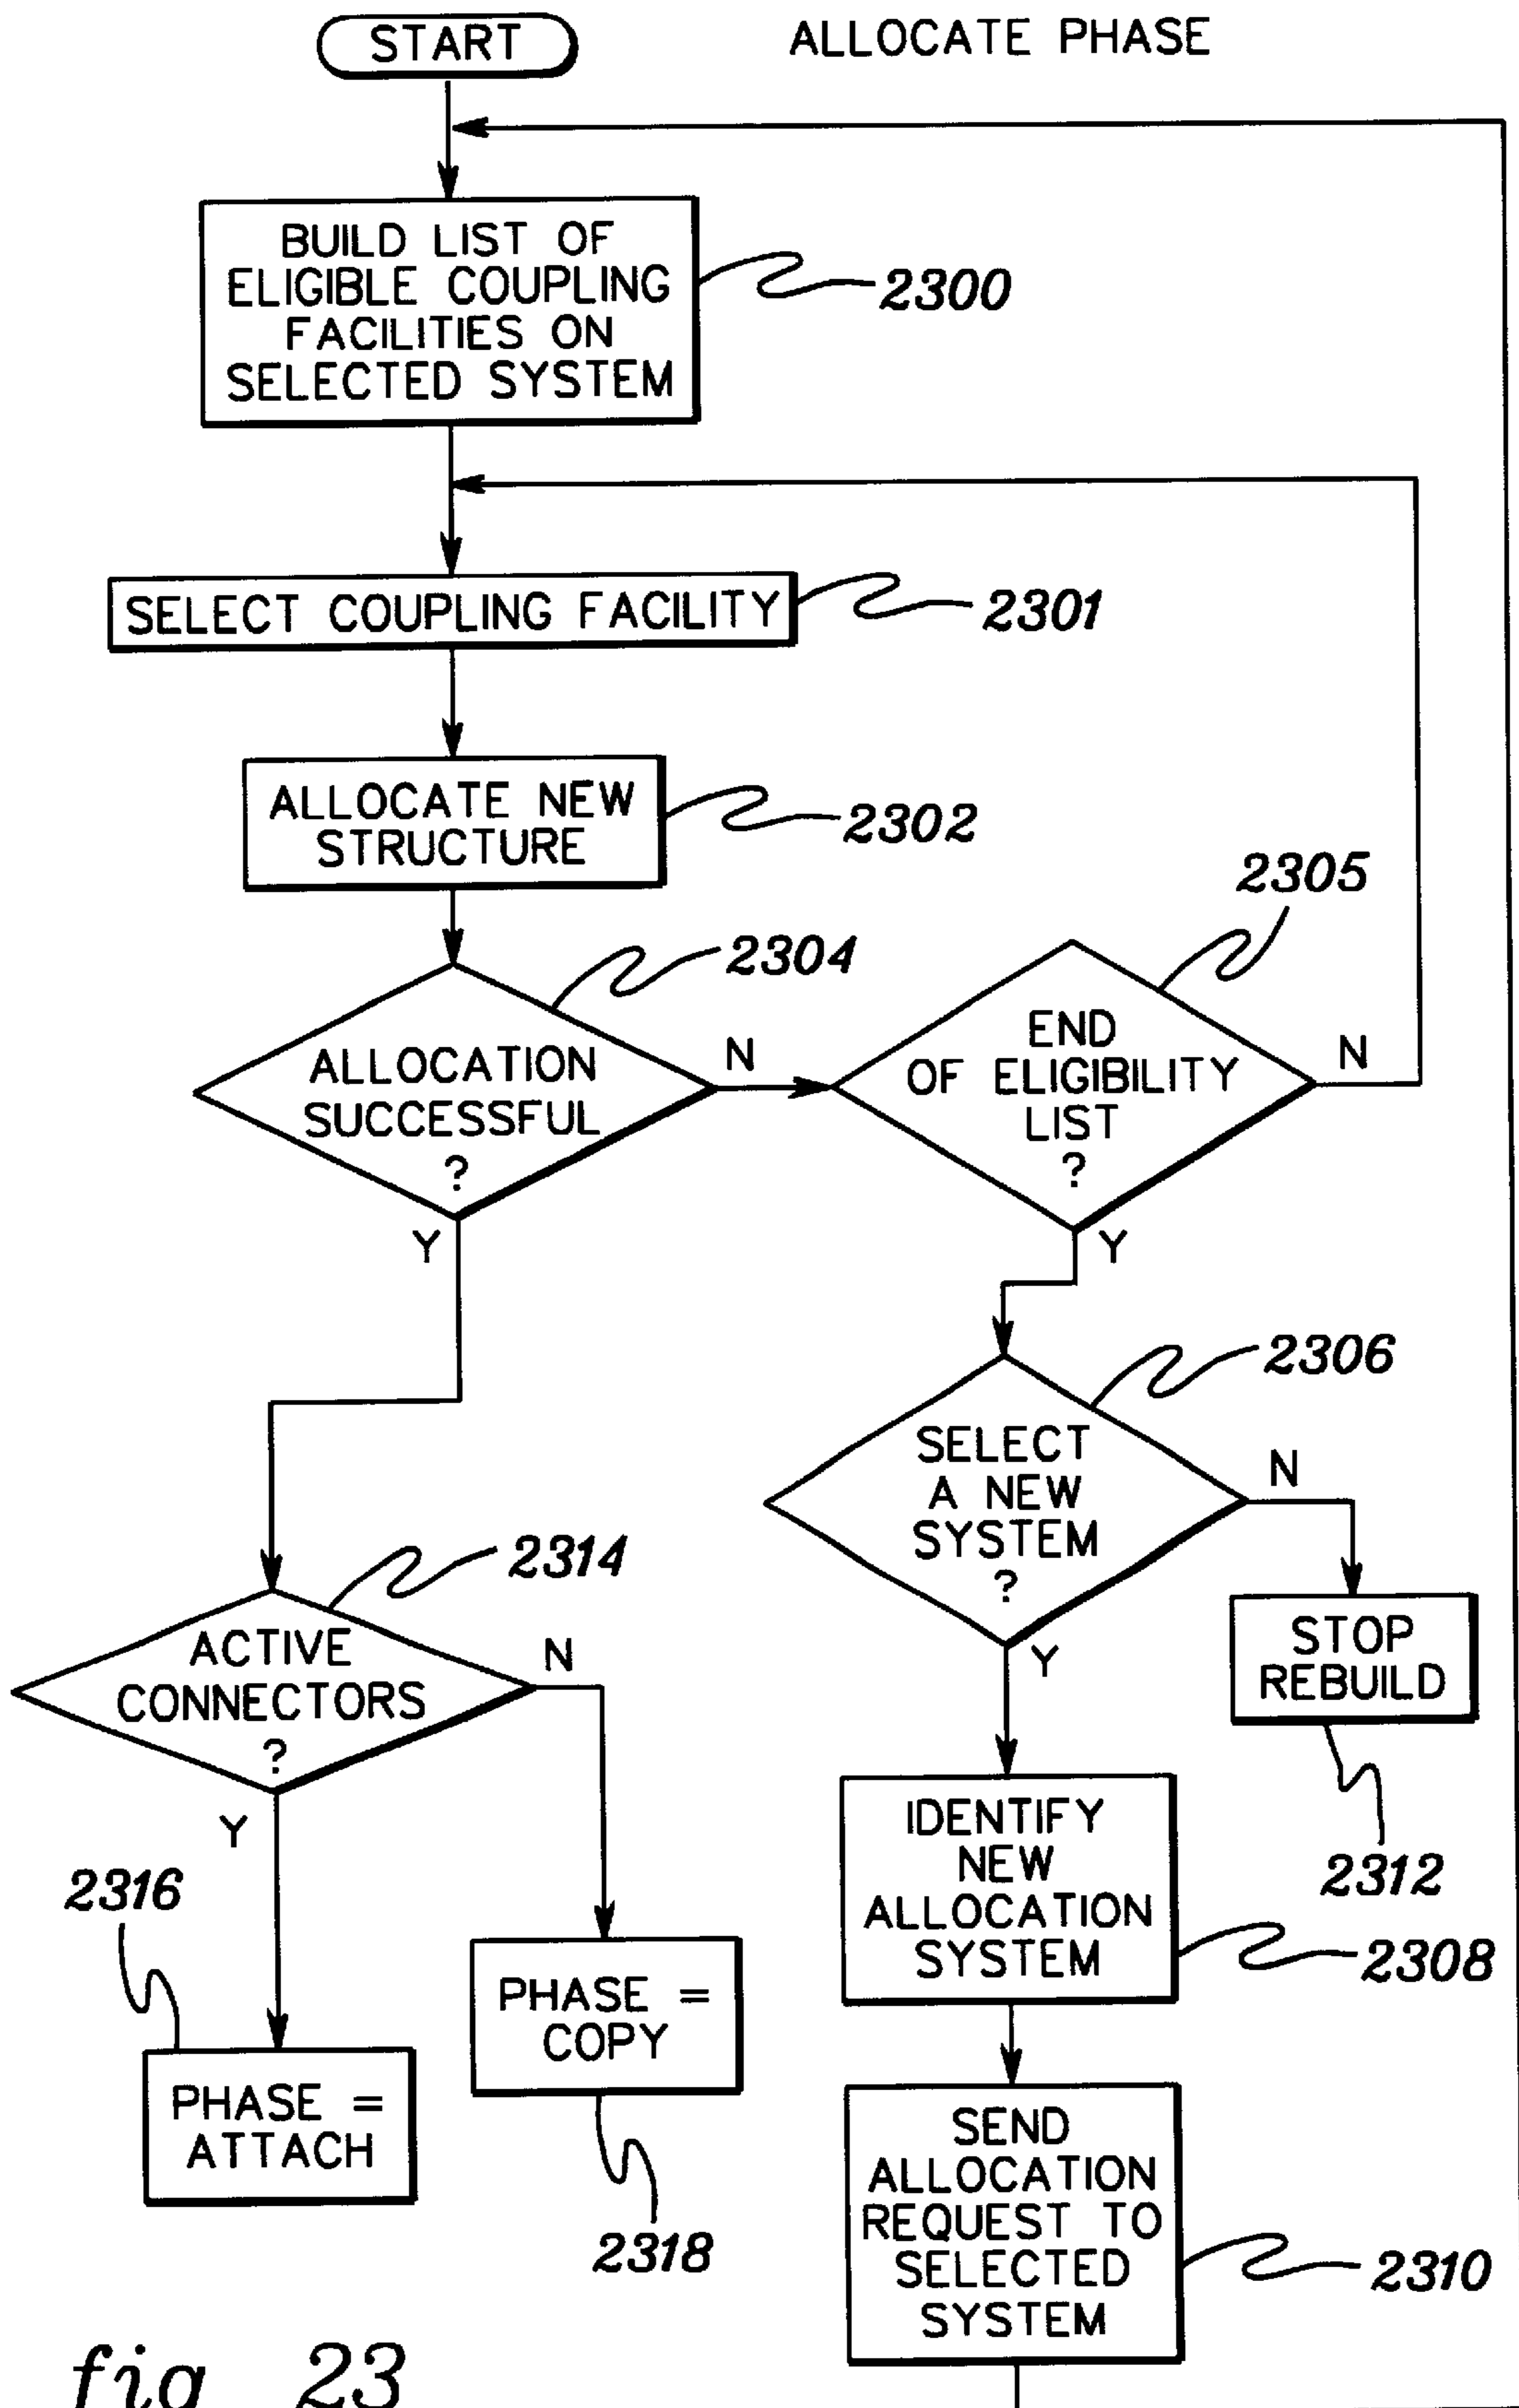 START
ALLOCATE PHASE
BUILD LIST OF
ELIGIBLE COUPLING
FACILITIES ON
SELECTED SYSTEM
2300
SELECT COUPLING FACILITY
2301
ALLOCATE NEW
STRUCTURE
2302
2304
ALLOCATION
SUCCESSFUL
?
N
Y
2305
END
OF ELIGIBILITY
LIST
?
N
Y
2306
SELECT
A NEW
SYSTEM
?
N
Y
STOP
REBUILD
2312
2314
ACTIVE
CONNECTORS
?
N
Y
IDENTIFY
NEW
ALLOCATION
SYSTEM
2308
2316
PHASE =
ATTACH
PHASE =
COPY
2318
SEND
ALLOCATION
REQUEST TO
SELECTED
SYSTEM
2310
fig 23